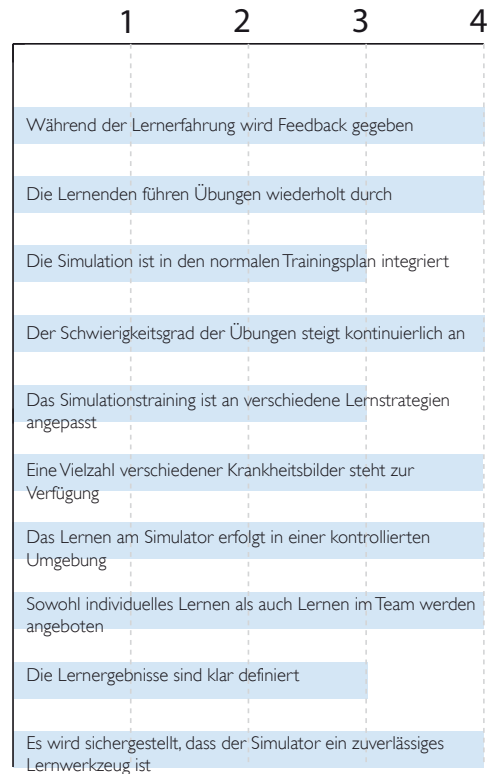 1 2 3 4
Während der Lernerfahrung wird Feedback gegeben
Die Lernenden führen Übungen wiederholt durch
Die Simulation ist in den normalen Trainingsplan integriert
Der Schwierigkeitsgrad der Übungen steigt kontinuierlich an
Das Simulationstraining ist an verschiedene Lernstrategien
angepasst
Eine Vielzahl verschiedener Krankheitsbilder steht zur
Verfügung
Das Lernen am Simulator erfolgt in einer kontrollierten
Umgebung
Sowohl individuelles Lernen als auch Lernen im Team werden
angeboten
Die Lernergebnisse sind klar definiert
Es wird sichergestellt, dass der Simulator ein zuverlässiges
Lernwerkzeug ist